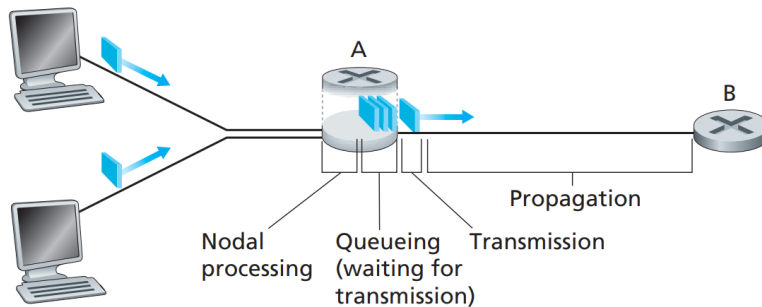 A
B
Propagation
Nodal
processing
Queueing
(waiting for
transmission)
Transmission